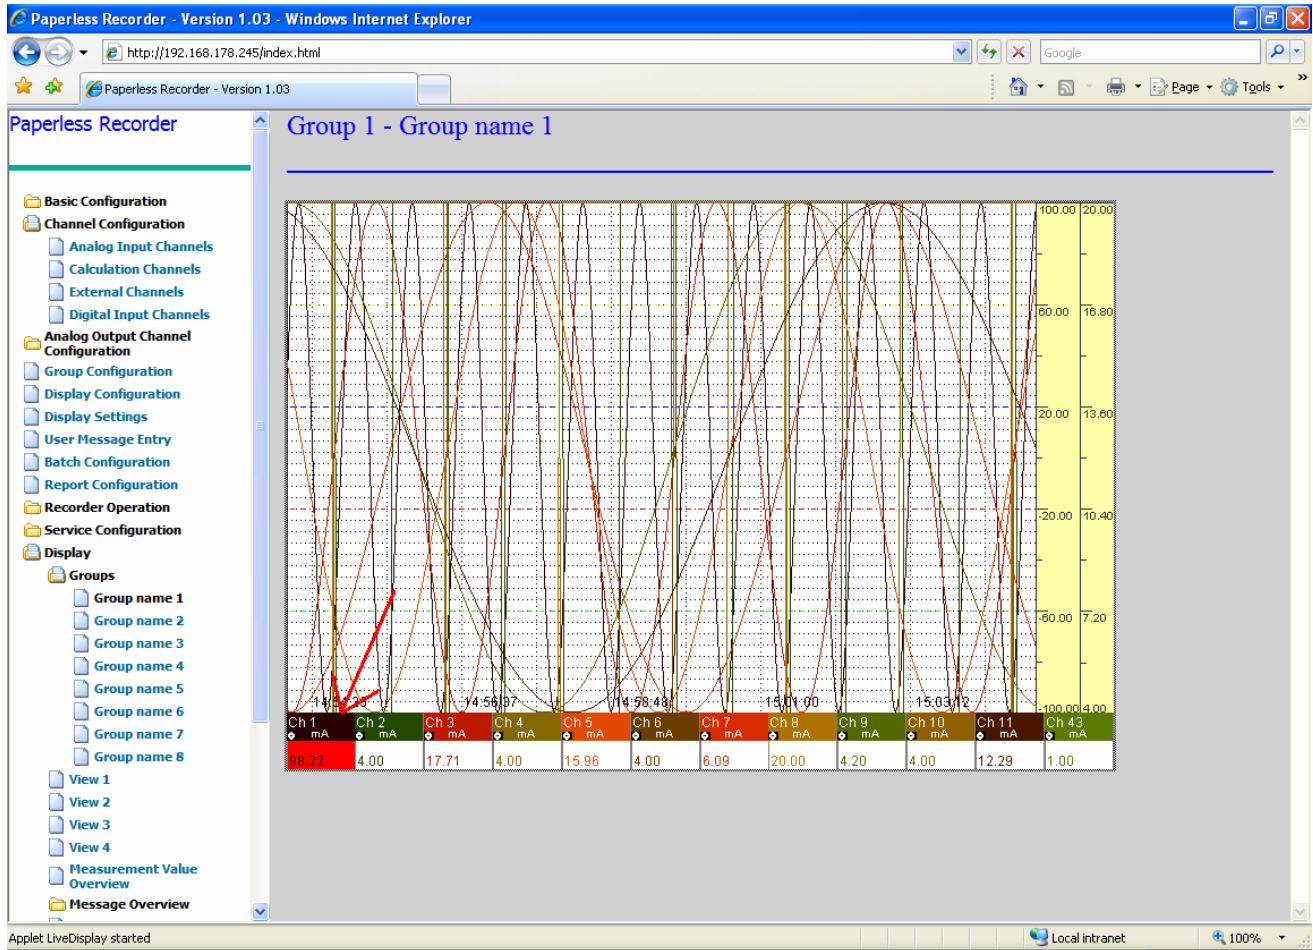 Paperless Recorder - Version 1.03 - Windows Internet Explorer
http://192.168.178.245/index.html
Google
Paperless Recorder - Version 1.03
Page
Tools
Paperless Recorder
Basic Configuration
Channel Configuration
Analog Input Channels
Calculation Channels
External Channels
Digital Input Channels
Analog Output Channel
Configuration
Group Configuration
Display Configuration
Display Settings
User Message Entry
Batch Configuration
Report Configuration
Recorder Operation
Service Configuration
Display
Groups
Group name 1
Group name 2
Group name 3
Group name 4
Group name 5
Group name 6
Group name 7
Group name 8
View 1
View 2
View 3
View 4
Measurement Value
Overview
Message Overview
Group 1 - Group name 1
100.00 20.00
60.00 16.80
20.00 13.60
-20.00 10.40
-60.00 7.20
-100.00 4.00
14:56:37 14:58:48 15:01:00 15:03:12
Ch 1 Ch 2 Ch 3 Ch 4 Ch 5 Ch 6 Ch 7 Ch 8 Ch 9 Ch 10 Ch 11 Ch 43
mA mA mA mA mA mA mA mA mA mA mA mA
98.22 4.00 17.71 4.00 15.96 4.00 6.09 20.00 4.20 4.00 12.29 1.00
Applet LiveDisplay started
Local intranet
100%